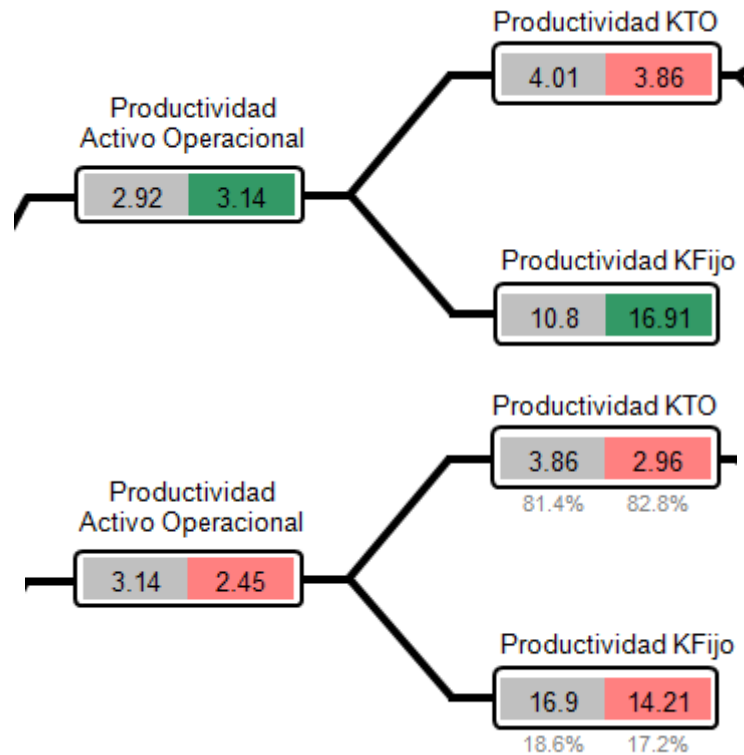 Productividad KTO
4.01 3.86
Productividad
Activo Operacional
2.92 3.14
Productividad KFijo
10.8 16.91
Productividad KTO
3.86 2.96
81.4% 82.8%
Productividad
Activo Operacional
3.14 2.45
Productividad KFijo
16.9 14.21
18.6% 17.2%